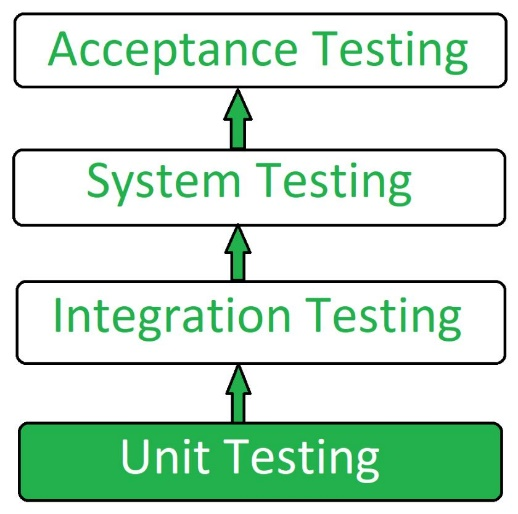 Acceptance Testing
System Testing
Integration Testing
Unit Testing